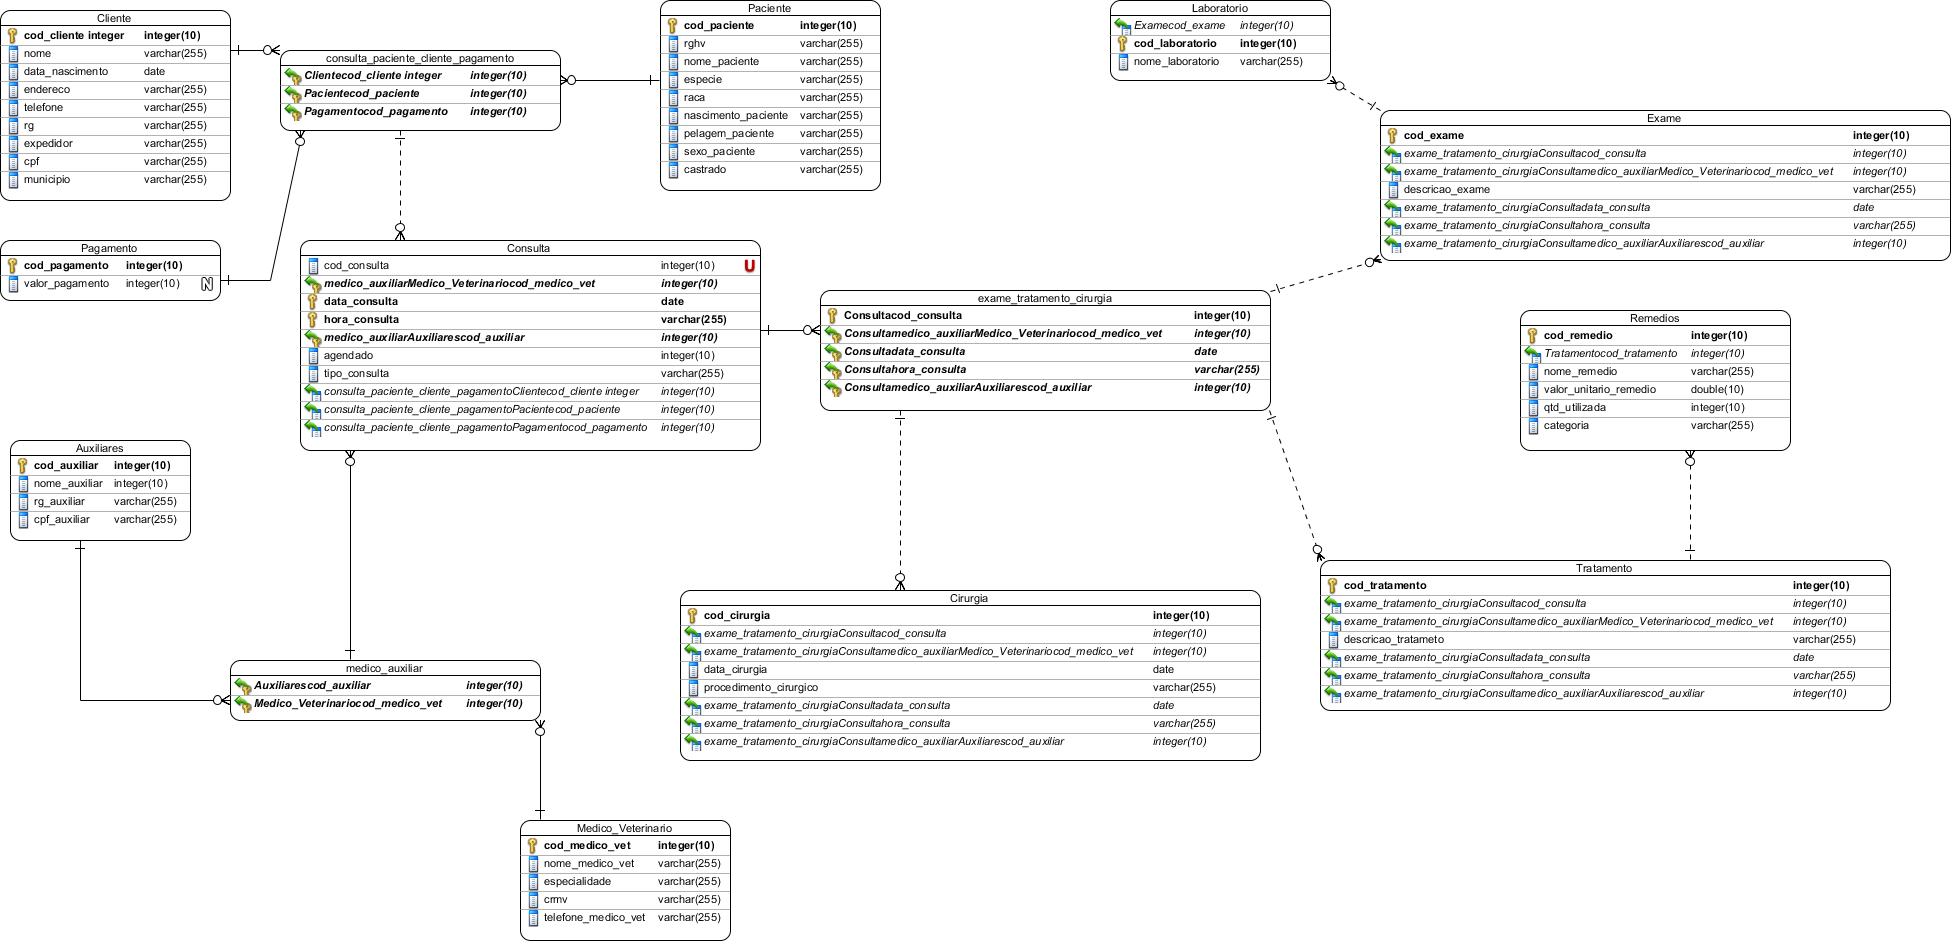 Cliente
cod_cliente integer integer(10)
nome varchar(255)
data_nascimento date
endereco varchar(255)
telefone varchar(255)
rg varchar(255)
expedidor varchar(255)
cpf varchar(255)
municipio varchar(255)
consulta_paciente_cliente_pagamento
Clientecod_cliente integer integer(10)
Pacientecod_paciente integer(10)
Pagamentocod_pagamento integer(10)
Paciente
cod_paciente integer(10)
rghv varchar(255)
nome_paciente varchar(255)
especie varchar(255)
raca varchar(255)
nascimento_paciente varchar(255)
pelagem_paciente varchar(255)
sexo_paciente varchar(255)
castrado varchar(255)
Laboratorio
Examecod_exame integer(10)
cod_laboratorio integer(10)
nome_laboratorio varchar(255)
Exame
cod_exame integer(10)
exame_tratamento_cirurgiaConsultacod_consulta integer(10)
exame_tratamento_cirurgiaConsultamedico_auxiliarMedico_Veterinariocod_medico_vet integer(10)
descricao_exame varchar(255)
exame_tratamento_cirurgiaConsultadata_consulta date
exame_tratamento_cirurgiaConsultahora_consulta varchar(255)
exame_tratamento_cirurgiaConsultamedico_auxiliarAuxiliarescod_auxiliar integer(10)
Pagamento
cod_pagamento integer(10)
valor_pagamento integer(10) N
Consulta
cod_consulta integer(10) U
medico_auxiliarMedico_Veterinariocod_medico_vet integer(10)
data_consulta date
hora_consulta varchar(255)
medico_auxiliarAuxiliarescod_auxiliar integer(10)
agendado integer(10)
tipo_consulta varchar(255)
consulta_paciente_cliente_pagamentoClientecod_cliente integer integer(10)
consulta_paciente_cliente_pagamentoPacientecod_paciente integer(10)
consulta_paciente_cliente_pagamentoPagamentocod_pagamento integer(10)
exame_tratamento_cirurgia
Consultacod_consulta integer(10)
Consultamedico_auxiliarMedico_Veterinariocod_medico_vet integer(10)
Consultadata_consulta date
Consultahora_consulta varchar(255)
Consultamedico_auxiliarAuxiliarescod_auxiliar integer(10)
Remedios
cod_remedio integer(10)
Tratamentocod_tratamento integer(10)
nome_remedio varchar(255)
valor_unitario_remedio double(10)
qtd_utilizada integer(10)
categoria varchar(255)
Auxiliares
cod_auxiliar integer(10)
nome_auxiliar integer(10)
rg_auxiliar varchar(255)
cpf_auxiliar varchar(255)
Tratamento
cod_tratamento integer(10)
exame_tratamento_cirurgiaConsultacod_consulta integer(10)
exame_tratamento_cirurgiaConsultamedico_auxiliarMedico_Veterinariocod_medico_vet integer(10)
descricao_tratameto varchar(255)
exame_tratamento_cirurgiaConsultadata_consulta date
exame_tratamento_cirurgiaConsultahora_consulta varchar(255)
exame_tratamento_cirurgiaConsultamedico_auxiliarAuxiliarescod_auxiliar integer(10)
Cirurgia
cod_cirurgia integer(10)
exame_tratamento_cirurgiaConsultacod_consulta integer(10)
exame_tratamento_cirurgiaConsultamedico_auxiliarMedico_Veterinariocod_medico_vet integer(10)
data_cirurgia date
procedimento_cirurgico varchar(255)
exame_tratamento_cirurgiaConsultadata_consulta date
exame_tratamento_cirurgiaConsultahora_consulta varchar(255)
exame_tratamento_cirurgiaConsultamedico_auxiliarAuxiliarescod_auxiliar integer(10)
medico_auxiliar
Auxiliarescod_auxiliar integer(10)
Medico_Veterinariocod_medico_vet integer(10)
Medico_Veterinario
cod_medico_vet integer(10)
nome_medico_vet varchar(255)
especialidade varchar(255)
crmv varchar(255)
telefone_medico_vet varchar(255)